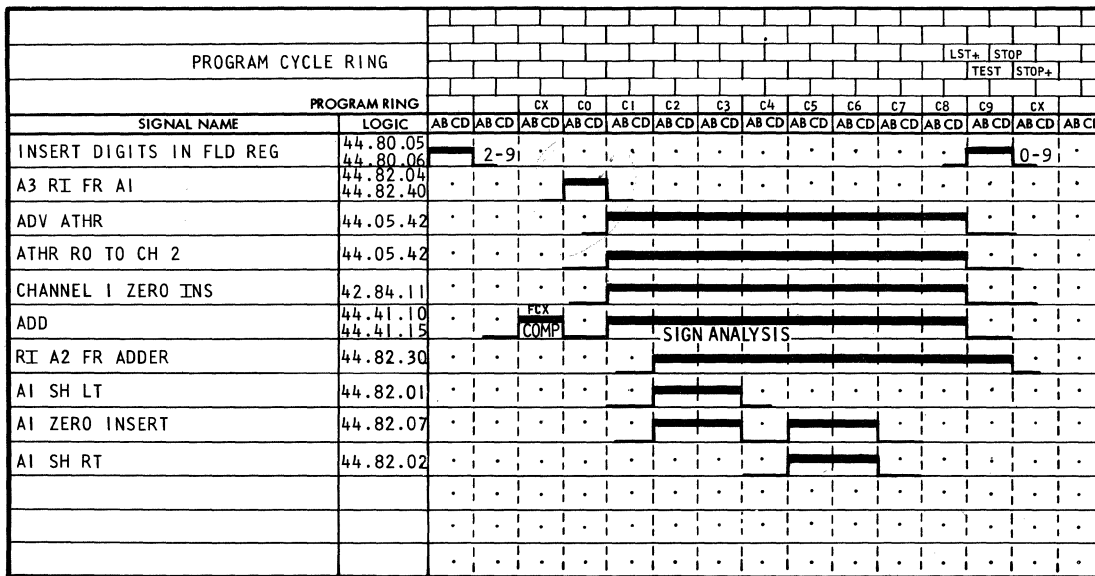 LST+ STOP
PROGRAM CYCLE RING
TEST STOP+
PROGRAM RING CX C0 C1 C2 C3 C4 C5 C6 C7 C8 C9 CX
SIGNAL NAME LOGIC AB CD AB CD AB CD AB CD AB CD AB CD AB CD AB CD AB CD AB CD AB CD AB CD AB CD AB CD AB CD
INSERT DIGITS IN FLD REG 44.80.05 44.80.06 2-9 0-9
A3 RI FR A1 44.82.04 44.82.40
ADV ATHR 44.05.42
ATHR RO TO CH 2 44.05.42
CHANNEL 1 ZERO INS 42.84.11
ADD 44.41.10 44.41.15 FCX COMP SIGN ANALYSIS
RI A2 FR ADDER 44.82.30
A1 SH LT 44.82.01
A1 ZERO INSERT 44.82.07
A1 SH RT 44.82.02